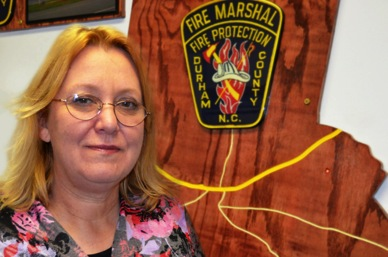 FIRE MARSHAL
FIRE PROTECTION
DURHAM COUNTY
N.C.